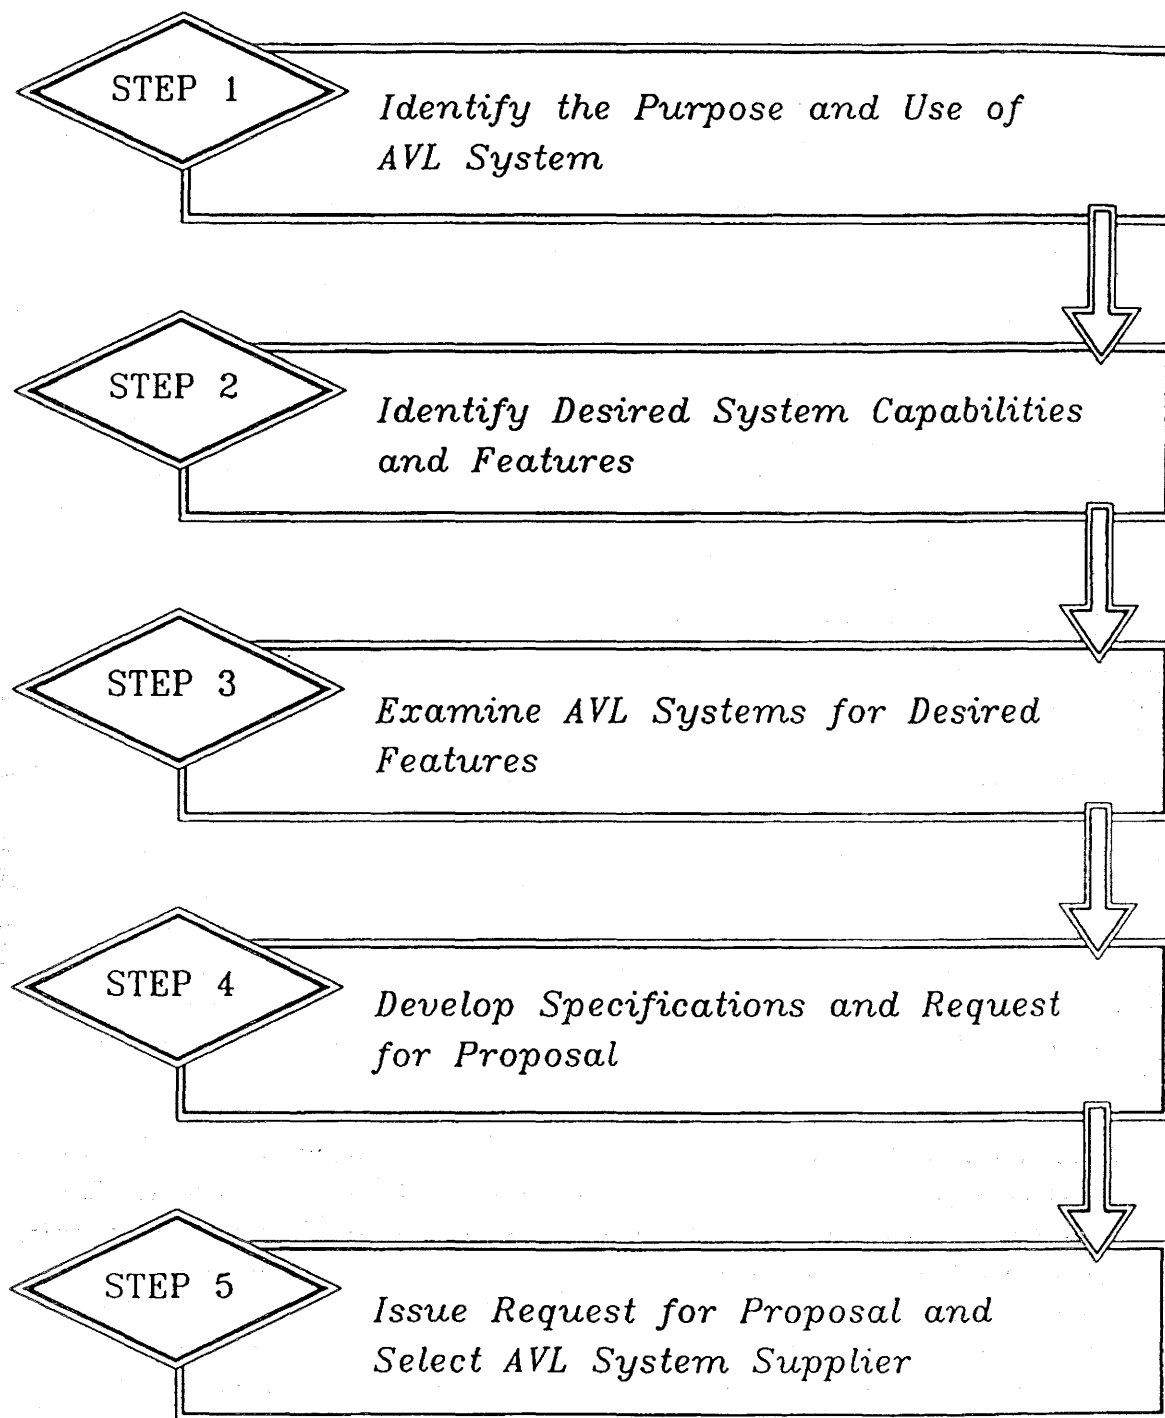 STEP 1
Identify the Purpose and Use of
AVL System
STEP 2
Identify Desired System Capabilities
and Features
STEP 3
Examine AVL Systems for Desired
Features
STEP 4
Develop Specifications and Request
for Proposal
STEP 5
Issue Request for Proposal and
Select AVL System Supplier